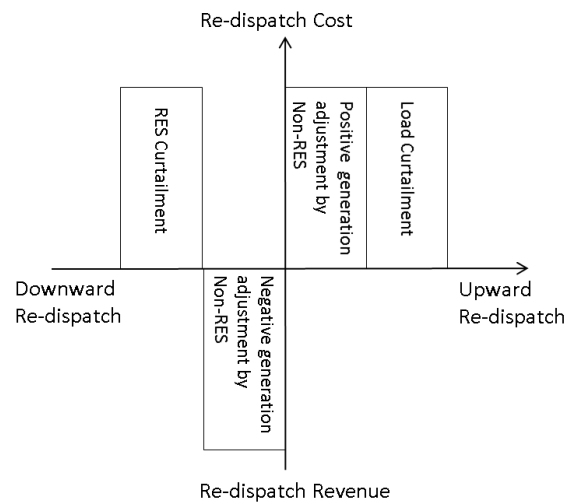 Re-dispatch Cost
RES Curtailment
Positive generation
adjustment by
Non-RES
Load Curtailment
Downward
Re-dispatch
Negative generation
adjustment by
Non-RES
Upward
Re-dispatch
Re-dispatch Revenue